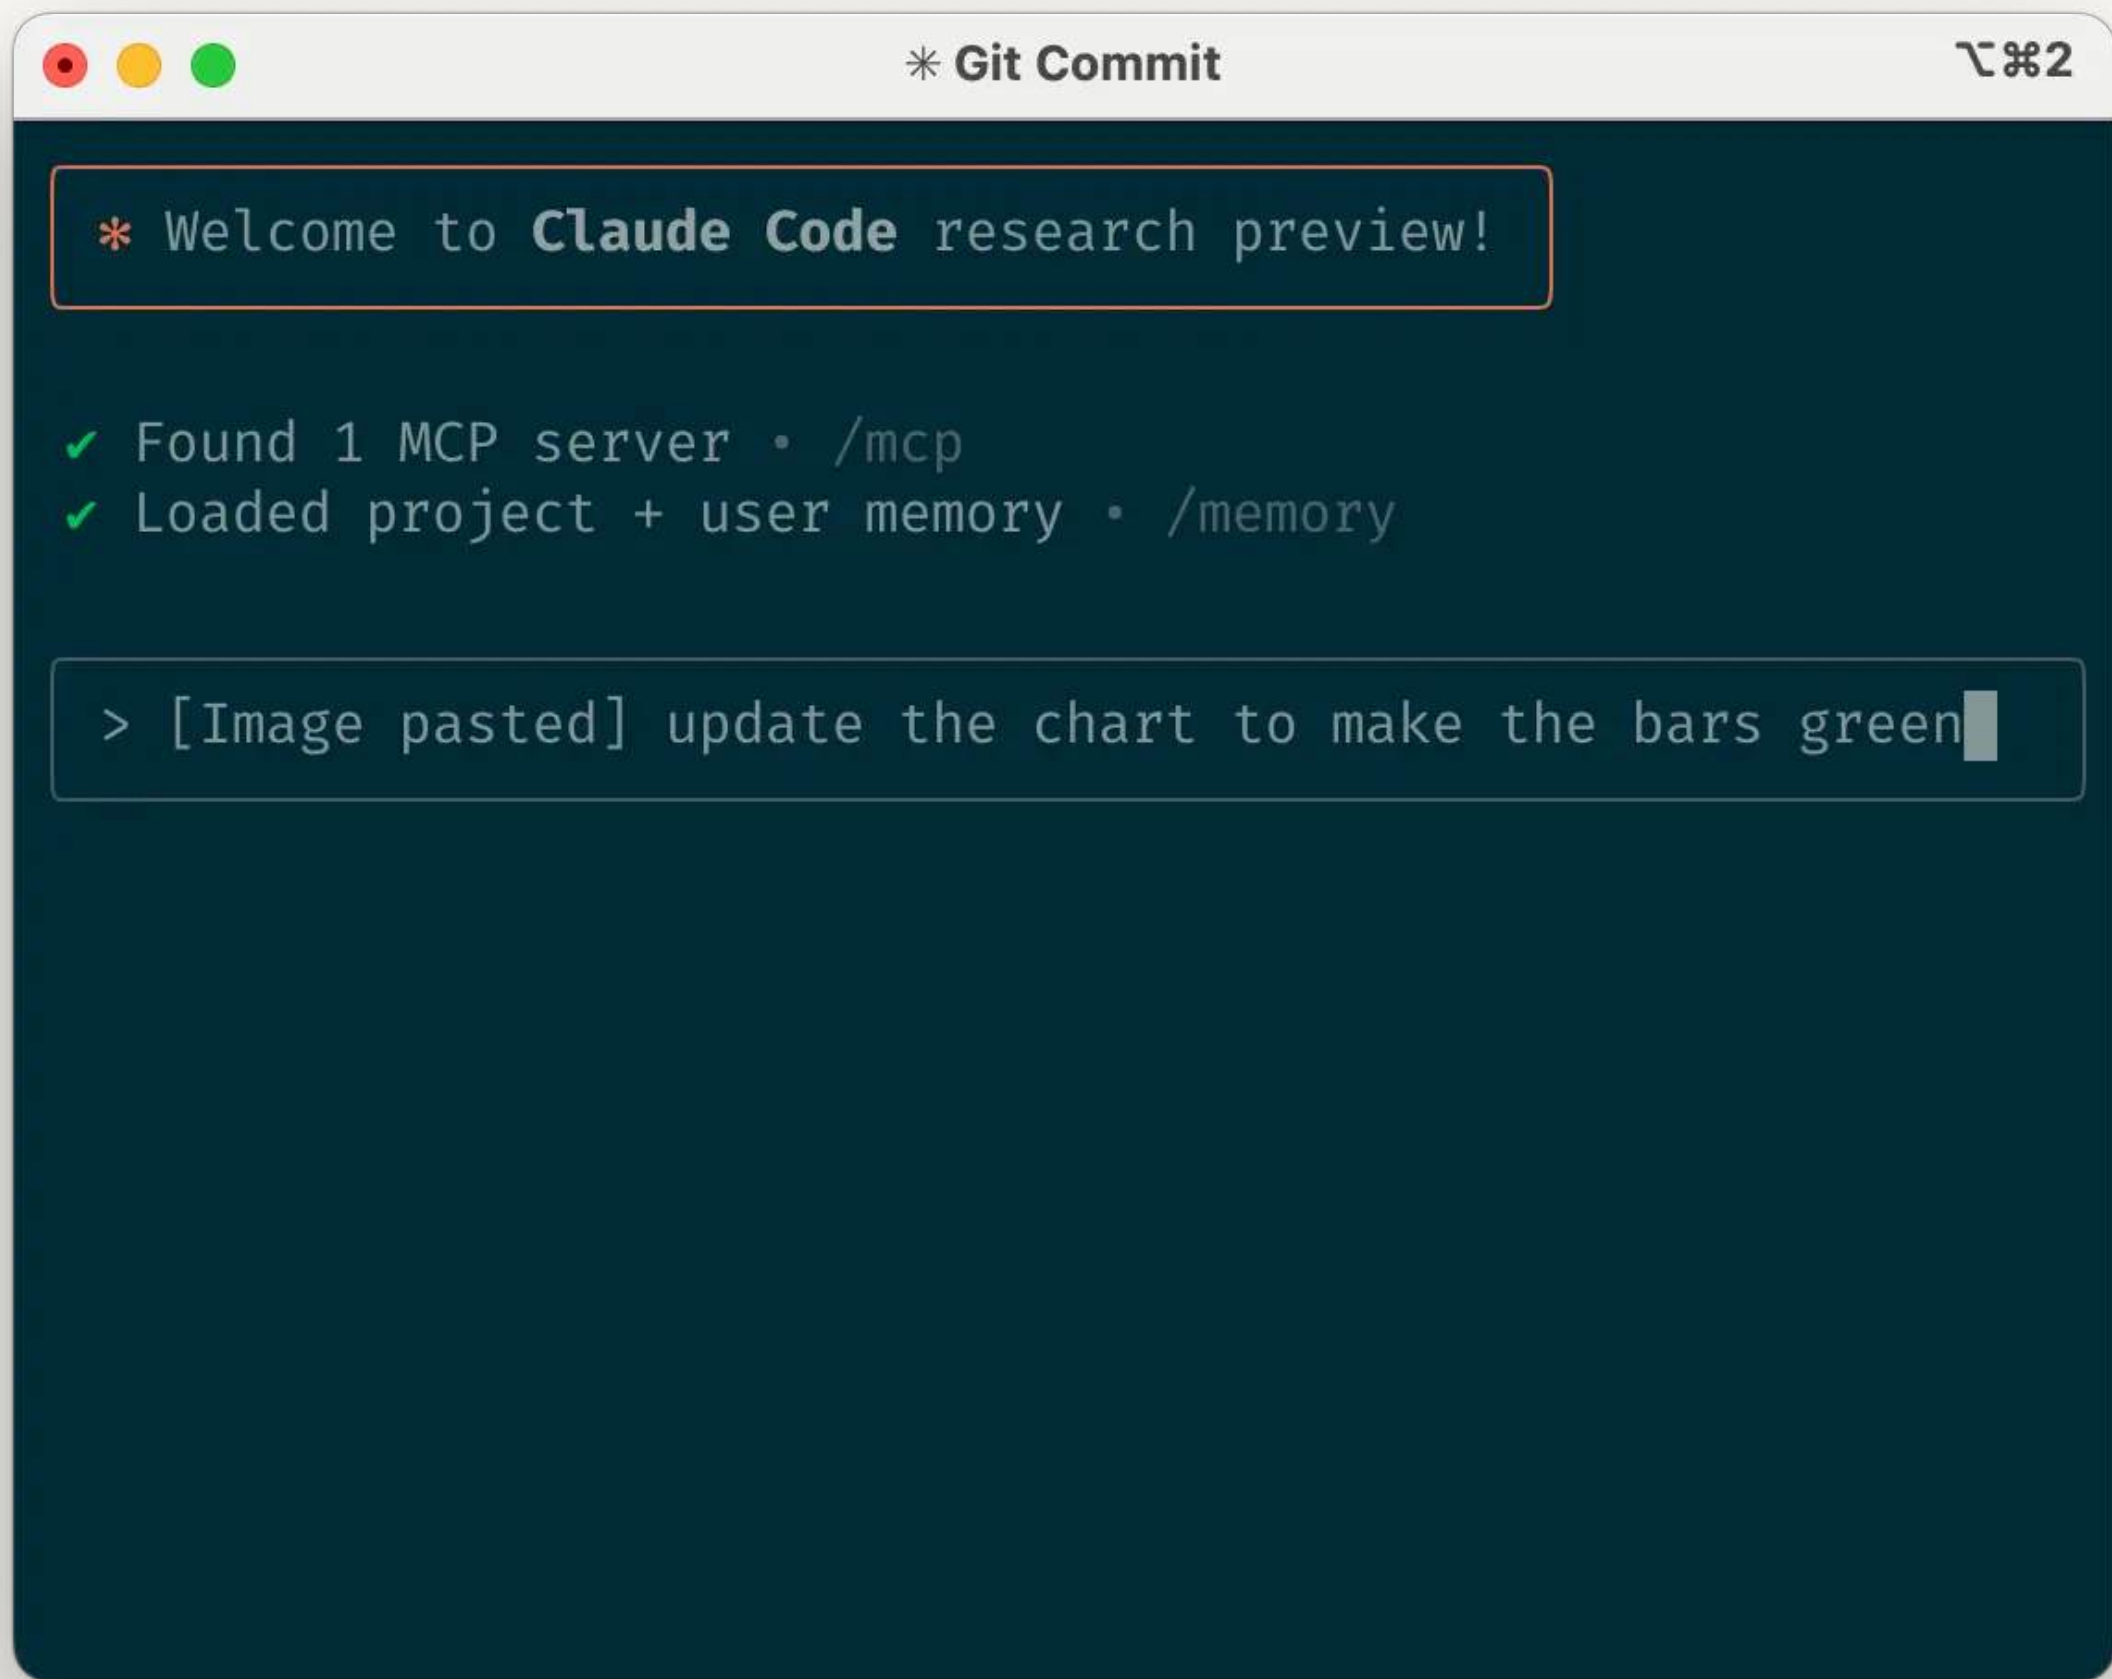 ✳ Git Commit ⌥⌘2
* Welcome to Claude Code research preview!
✔ Found 1 MCP server • /mcp
✔ Loaded project + user memory • /memory
> [Image pasted] update the chart to make the bars green